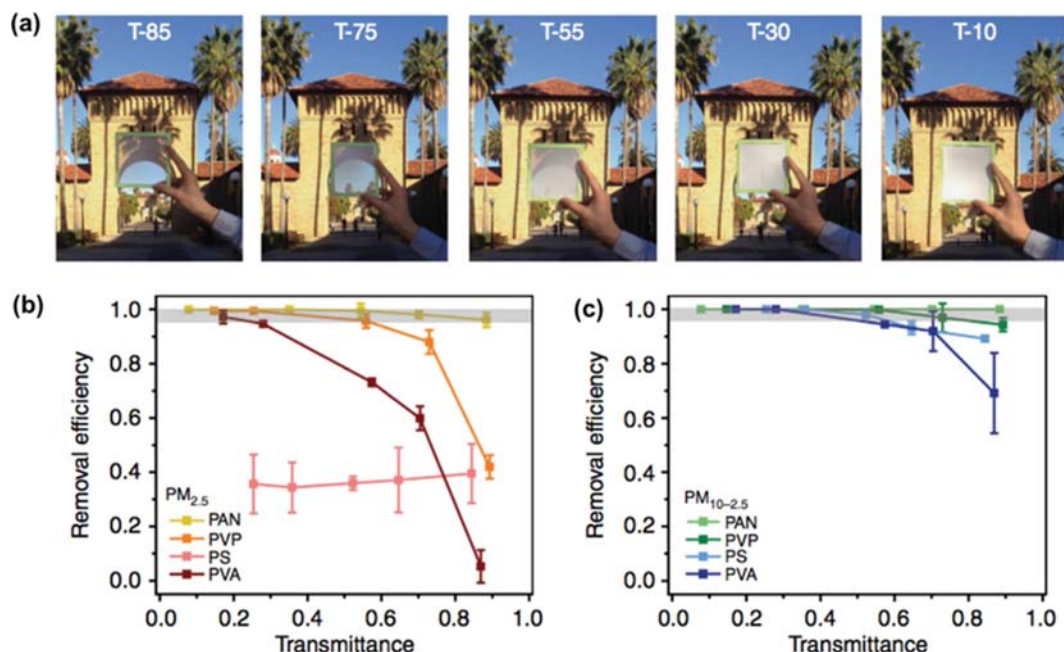 (a)
T-85
T-75
T-55
T-30
T-10
(b)
1.0
0.8
0.6
0.4
0.2
0.0
Removal efficiency
PM2.5
PAN
PVP
PS
PVA
0.0 0.2 0.4 0.6 0.8 1.0
Transmittance
(c)
1.0
0.8
0.6
0.4
0.2
0.0
Removal efficiency
PM10–2.5
PAN
PVP
PS
PVA
0.0 0.2 0.4 0.6 0.8 1.0
Transmittance